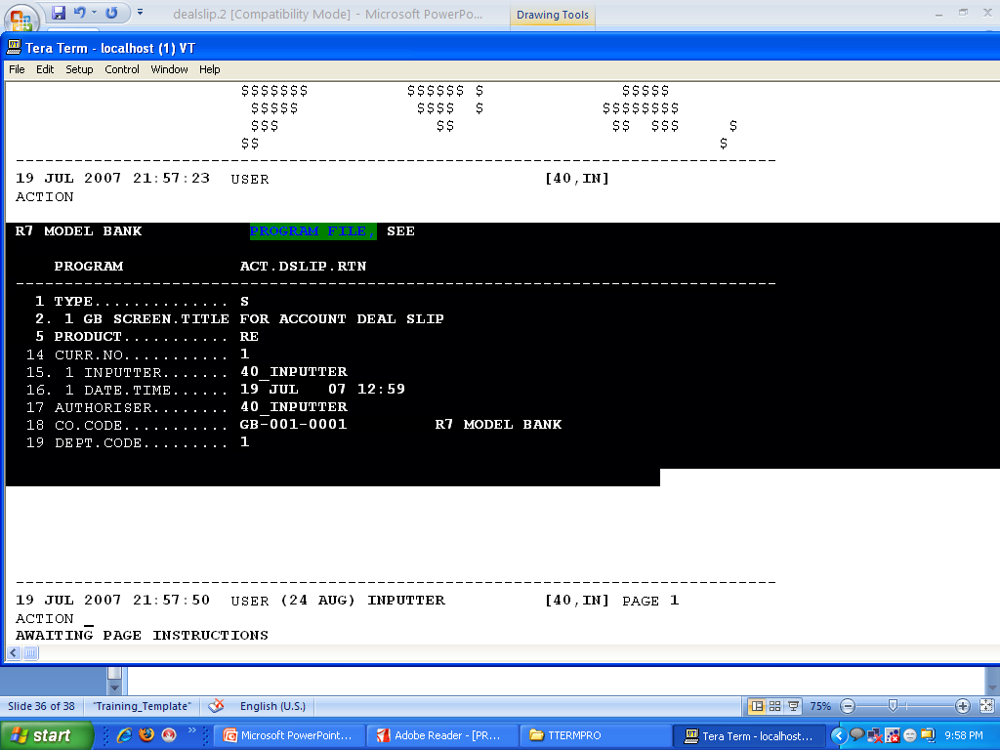 dealslip.2 [Compatibility Mode] - Microsoft PowerPo...
Drawing Tools
Tera Term - localhost (1) VT
File Edit Setup Control Window Help
$$$$$$$ $$$$$$ $ $$$$$
$$$$$ $$$$ $ $$$$$$$$
$$$ $$ $$ $$$ $
$$ $
------------------------------------------------------------------------------
19 JUL 2007 21:57:23 USER [40,IN]
ACTION
R7 MODEL BANK PROGRAM FILE, SEE
PROGRAM ACT.DSLIP.RTN
------------------------------------------------------------------------------
1 TYPE.............. S
2. 1 GB SCREEN.TITLE FOR ACCOUNT DEAL SLIP
5 PRODUCT........... RE
14 CURR.NO........... 1
15. 1 INPUTTER....... 40_INPUTTER
16. 1 DATE.TIME...... 19 JUL 07 12:59
17 AUTHORISER........ 40_INPUTTER
18 CO.CODE........... GB-001-0001 R7 MODEL BANK
19 DEPT.CODE......... 1
------------------------------------------------------------------------------
19 JUL 2007 21:57:50 USER (24 AUG) INPUTTER [40,IN] PAGE 1
ACTION _
AWAITING PAGE INSTRUCTIONS
Slide 36 of 38 "Training_Template" English (U.S.) 75%
start Microsoft PowerPoint... Adobe Reader - [PR... TTERMPRO Tera Term - localhost... 9:58 PM